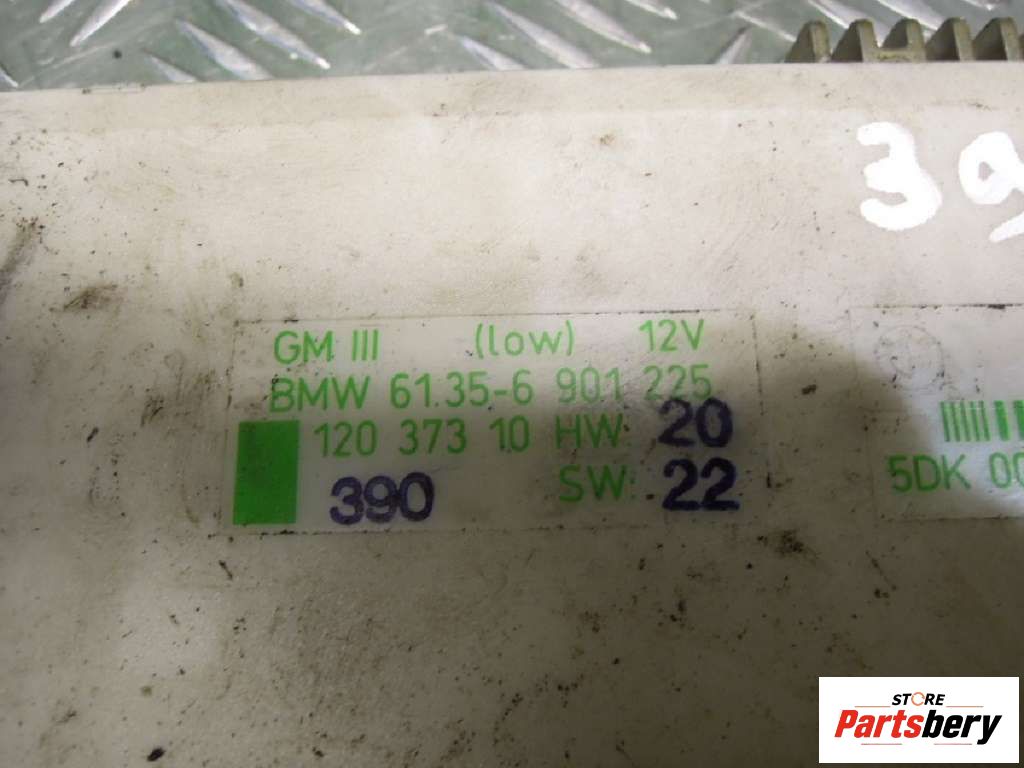 39
GM III (low) 12V
BMW 61.35-6 901 225
120 373 10 HW: 20
390 SW: 22
5DK 00
STORE
Partsbery